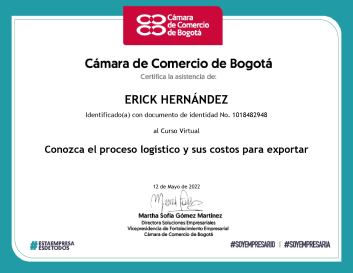 Cámara
de Comercio
de Bogotá
Cámara de Comercio de Bogotá
Certifica la asistencia de:
ERICK HERNÁNDEZ
Identificado(a) con documento de identidad No. 1018482948
al Curso Virtual
Conozca el proceso logístico y sus costos para exportar
12 de Mayo de 2022
Martha Sofía Gómez Martínez
Directora Soluciones Empresariales
Vicepresidencia de Fortalecimiento Empresarial
Cámara de Comercio de Bogotá
#ESTAEMPRESA
ESDETODOS
#SOYEMPRESARIO | #SOYEMPRESARIA